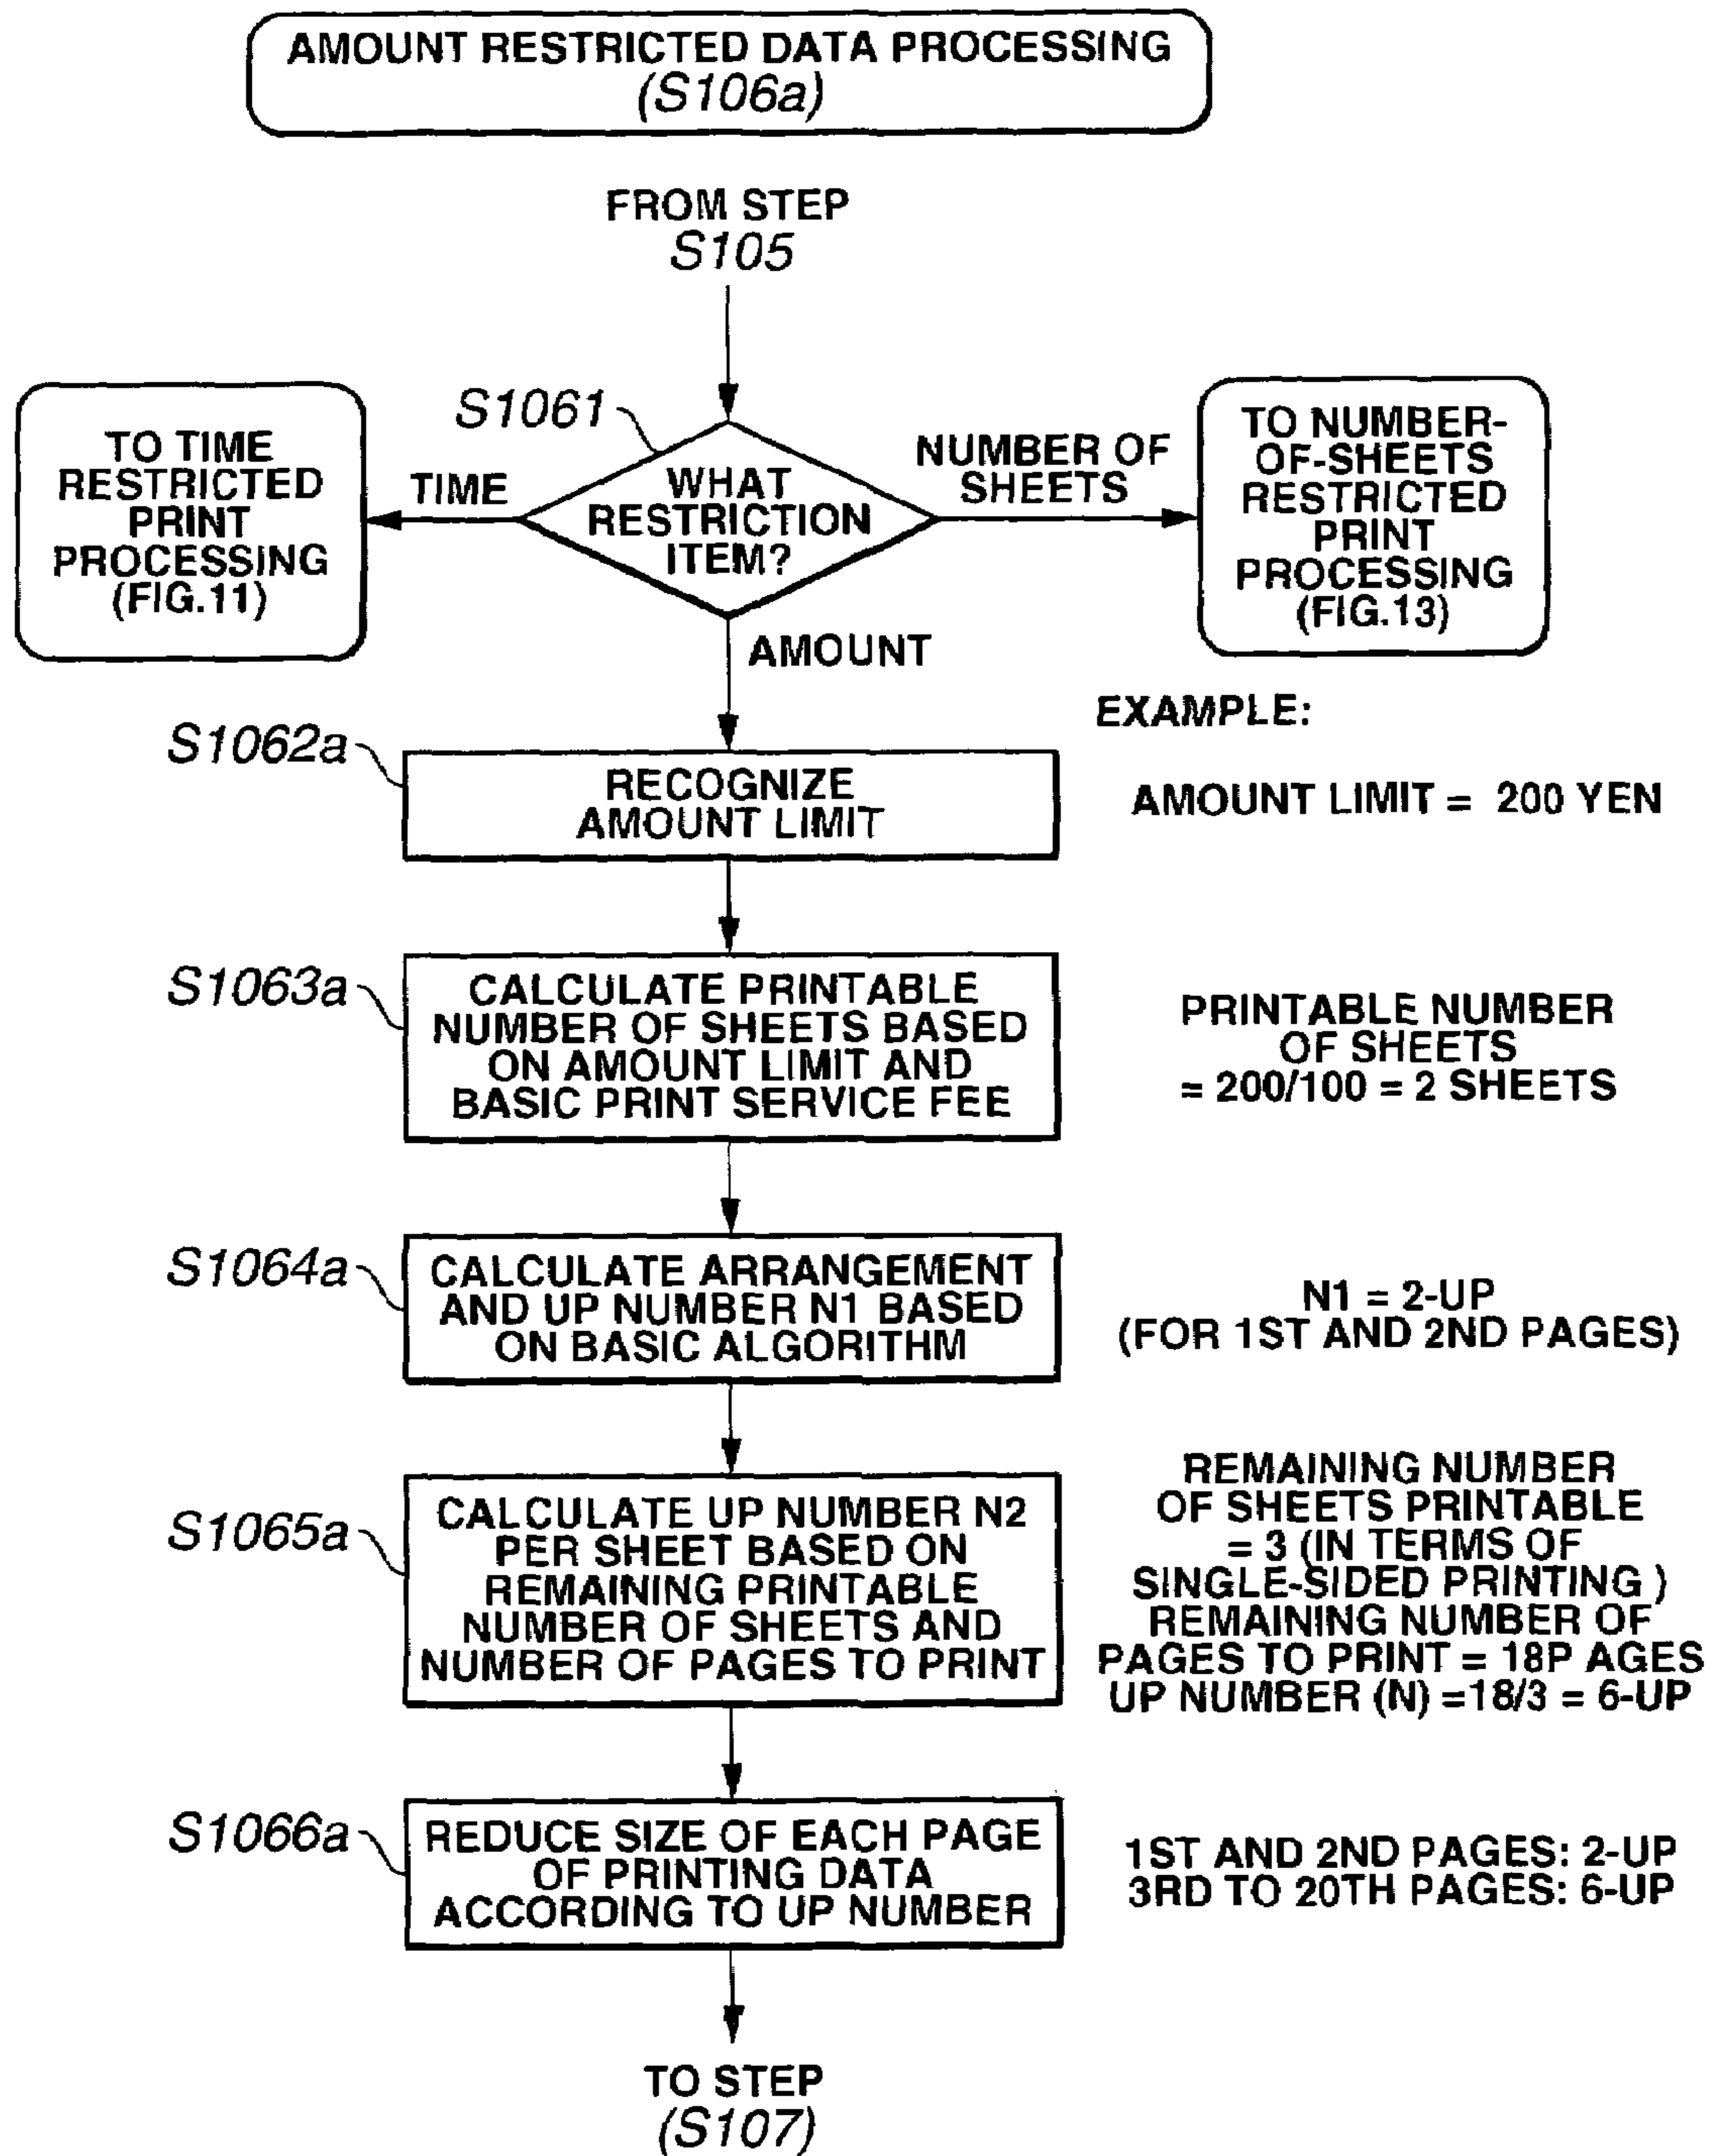 AMOUNT RESTRICTED DATA PROCESSING
(S106a)
FROM STEP
S105
S1061
TO TIME
RESTRICTED
PRINT
PROCESSING
(FIG.11)
TIME
WHAT
RESTRICTION
ITEM?
NUMBER OF
SHEETS
TO NUMBER-
OF-SHEETS
RESTRICTED
PRINT
PROCESSING
(FIG.13)
AMOUNT
EXAMPLE:
S1062a
RECOGNIZE
AMOUNT LIMIT
AMOUNT LIMIT = 200 YEN
S1063a
CALCULATE PRINTABLE
NUMBER OF SHEETS BASED
ON AMOUNT LIMIT AND
BASIC PRINT SERVICE FEE
PRINTABLE NUMBER
OF SHEETS
= 200/100 = 2 SHEETS
S1064a
CALCULATE ARRANGEMENT
AND UP NUMBER N1 BASED
ON BASIC ALGORITHM
N1 = 2-UP
(FOR 1ST AND 2ND PAGES)
S1065a
CALCULATE UP NUMBER N2
PER SHEET BASED ON
REMAINING PRINTABLE
NUMBER OF SHEETS AND
NUMBER OF PAGES TO PRINT
REMAINING NUMBER
OF SHEETS PRINTABLE
= 3 (IN TERMS OF
SINGLE-SIDED PRINTING )
REMAINING NUMBER OF
PAGES TO PRINT = 18P AGES
UP NUMBER (N) =18/3 = 6-UP
S1066a
REDUCE SIZE OF EACH PAGE
OF PRINTING DATA
ACCORDING TO UP NUMBER
1ST AND 2ND PAGES: 2-UP
3RD TO 20TH PAGES: 6-UP
TO STEP
(S107)